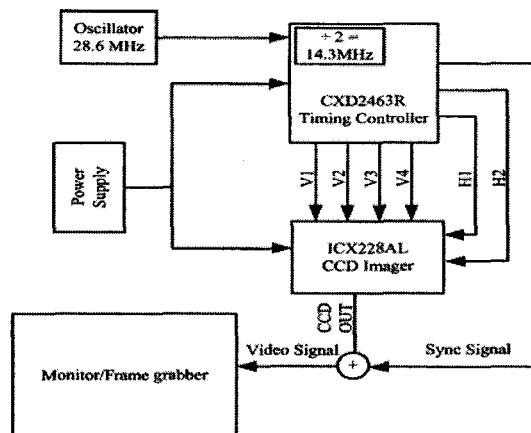 Oscillator
28.6 MHz
÷ 2 =
14.3MHz
CXD2463R
Timing Controller
Power
Supply
V1
V2
V3
V4
H1
H2
ICX228AL
CCD Imager
CCD
OUT
Video Signal
+
Sync Signal
Monitor/Frame grabber